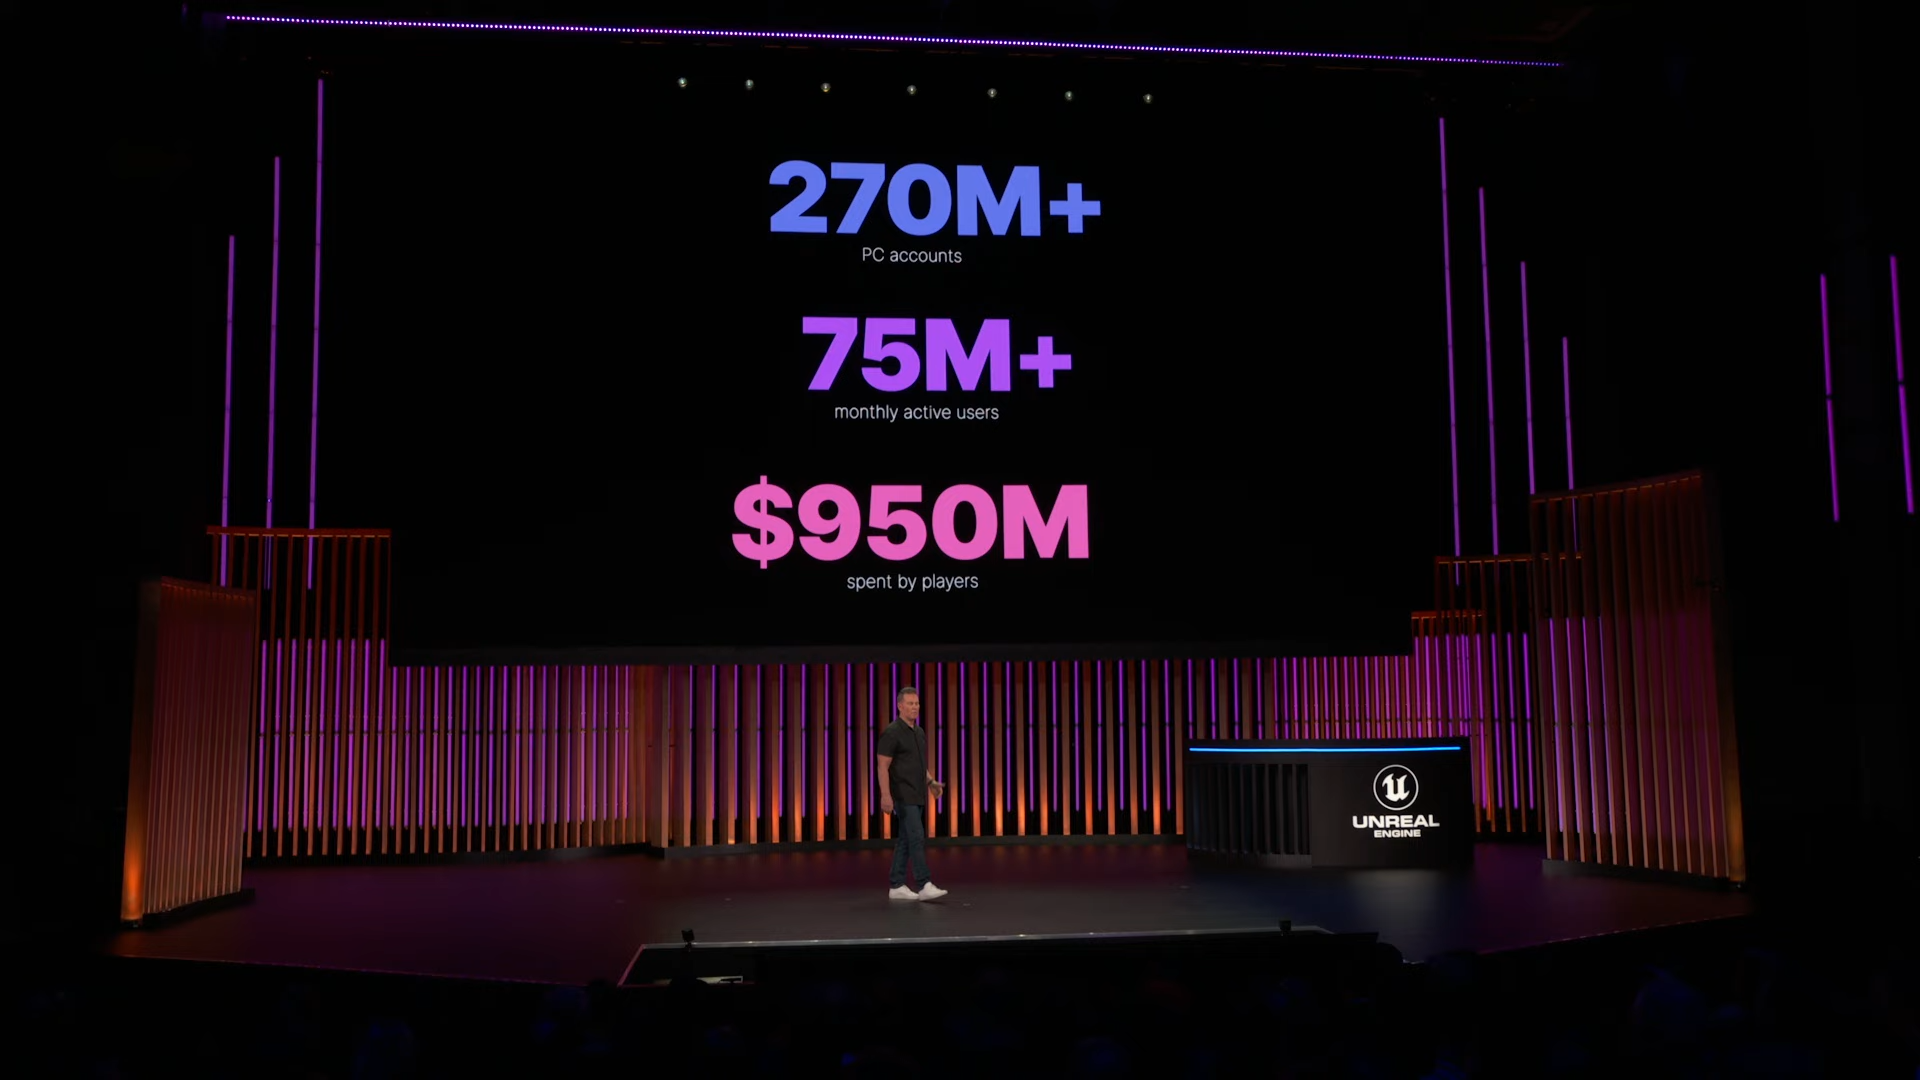 270M+
PC accounts
75M+
monthly active users
$950M
spent by players
UNREAL
ENGINE